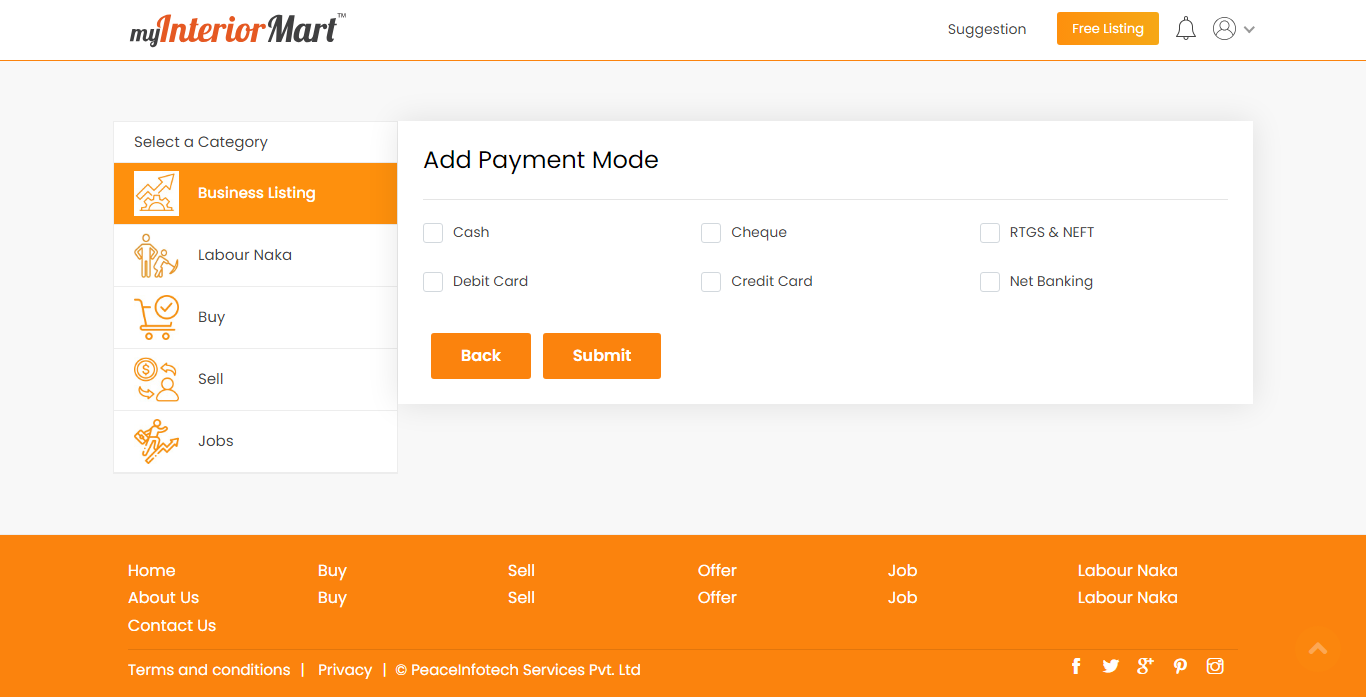 myInteriorMart™
Suggestion
Free Listing
Select a Category
Business Listing
Labour Naka
Buy
Sell
Jobs
Add Payment Mode
Cash Cheque RTGS & NEFT
Debit Card Credit Card Net Banking
Back Submit
Home Buy Sell Offer Job Labour Naka
About Us Buy Sell Offer Job Labour Naka
Contact Us
Terms and conditions | Privacy | © PeaceInfotech Services Pvt. Ltd